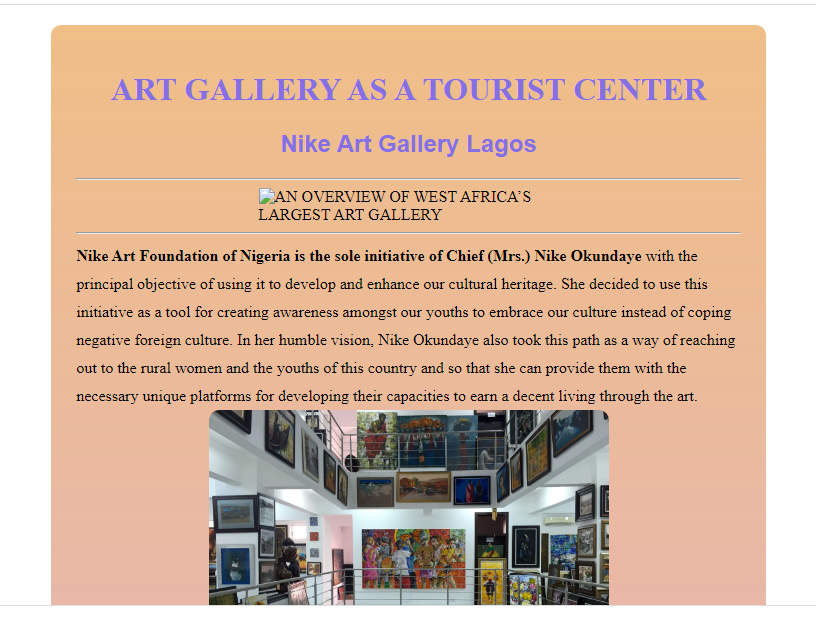 ART GALLERY AS A TOURIST CENTER
Nike Art Gallery Lagos
AN OVERVIEW OF WEST AFRICA’S
LARGEST ART GALLERY
Nike Art Foundation of Nigeria is the sole initiative of Chief (Mrs.) Nike Okundaye with the
principal objective of using it to develop and enhance our cultural heritage. She decided to use this
initiative as a tool for creating awareness amongst our youths to embrace our culture instead of coping
negative foreign culture. In her humble vision, Nike Okundaye also took this path as a way of reaching
out to the rural women and the youths of this country and so that she can provide them with the
necessary unique platforms for developing their capacities to earn a decent living through the art.